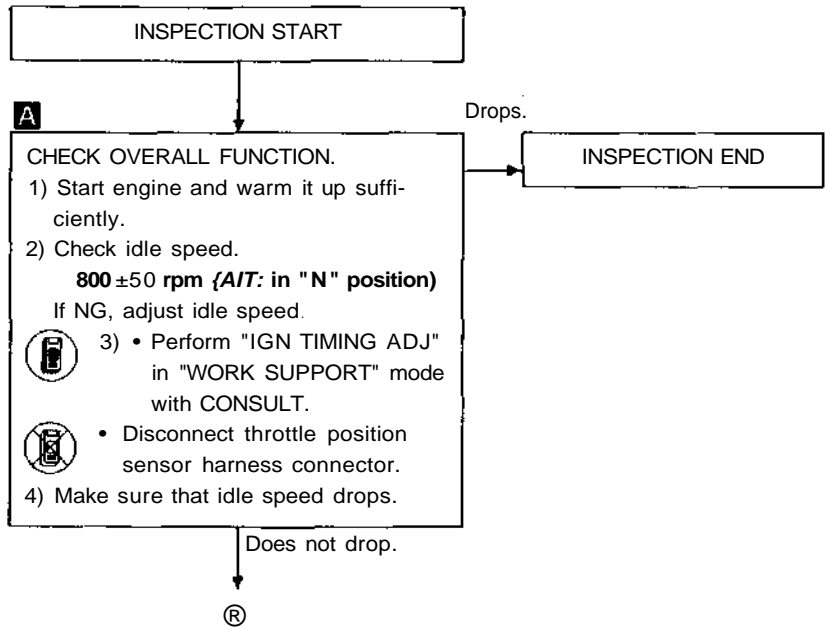 INSPECTION START
A
Drops.
CHECK OVERALL FUNCTION.
INSPECTION END
1) Start engine and warm it up suffi-
ciently.
2) Check idle speed.
800 ±50 rpm {AIT: in "N" position)
If NG, adjust idle speed.
3) • Perform "IGN TIMING ADJ"
in "WORK SUPPORT" mode
with CONSULT.
• Disconnect throttle position
sensor harness connector.
4) Make sure that idle speed drops.
Does not drop.
®